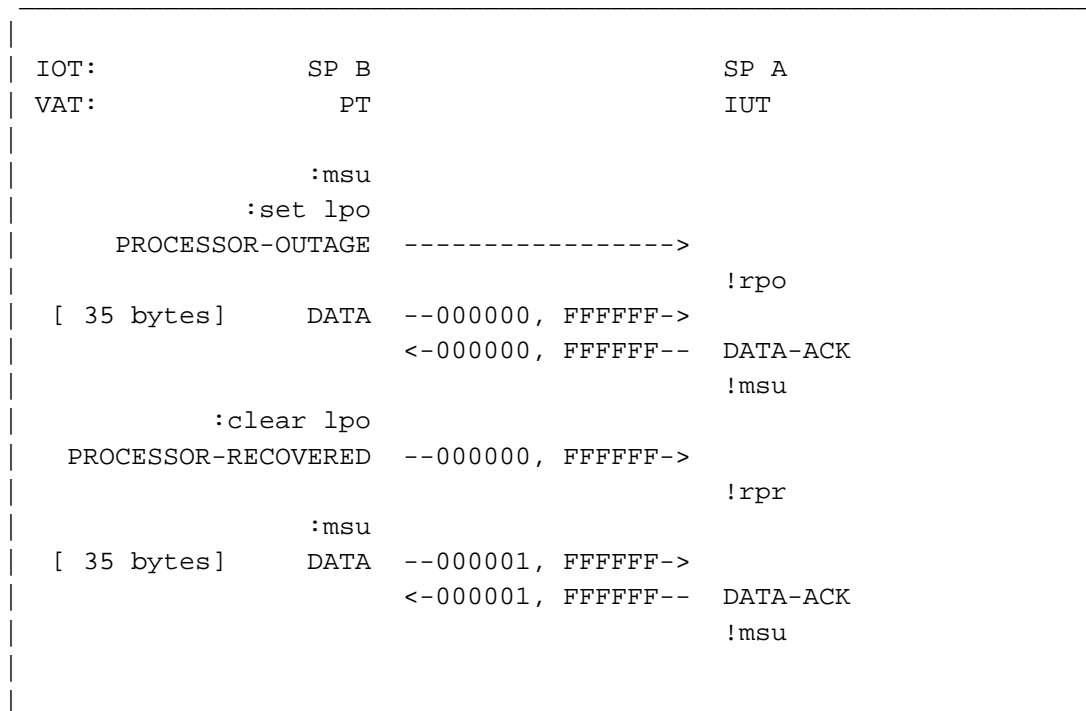 IOT: SP B SP A
VAT: PT IUT
:msu
:set lpo
PROCESSOR-OUTAGE ----------------->
!rpo
[ 35 bytes] DATA --000000, FFFFFF->
<-000000, FFFFFF-- DATA-ACK
!msu
:clear lpo
PROCESSOR-RECOVERED --000000, FFFFFF->
!rpr
:msu
[ 35 bytes] DATA --000001, FFFFFF->
<-000001, FFFFFF-- DATA-ACK
!msu